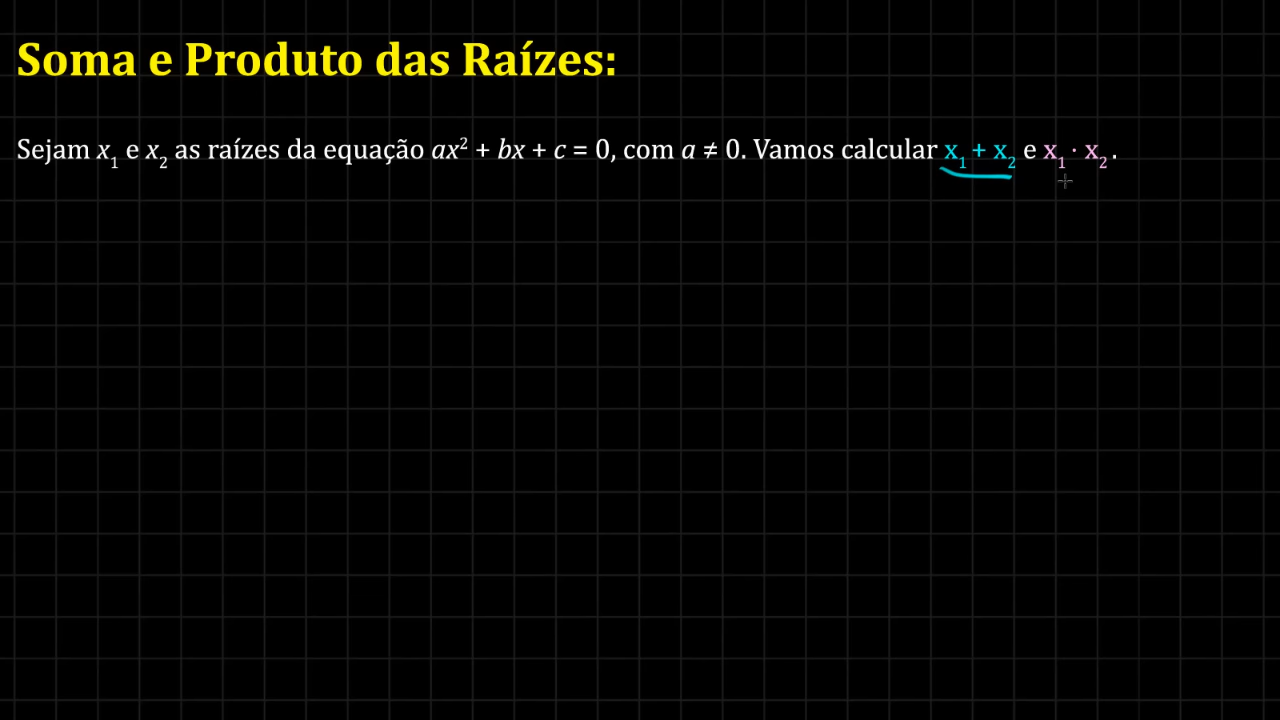 Soma e Produto das Raízes:
Sejam x₁ e x₂ as raízes da equação ax² + bx + c = 0, com a ≠ 0. Vamos calcular x₁ + x₂ e x₁ · x₂ .